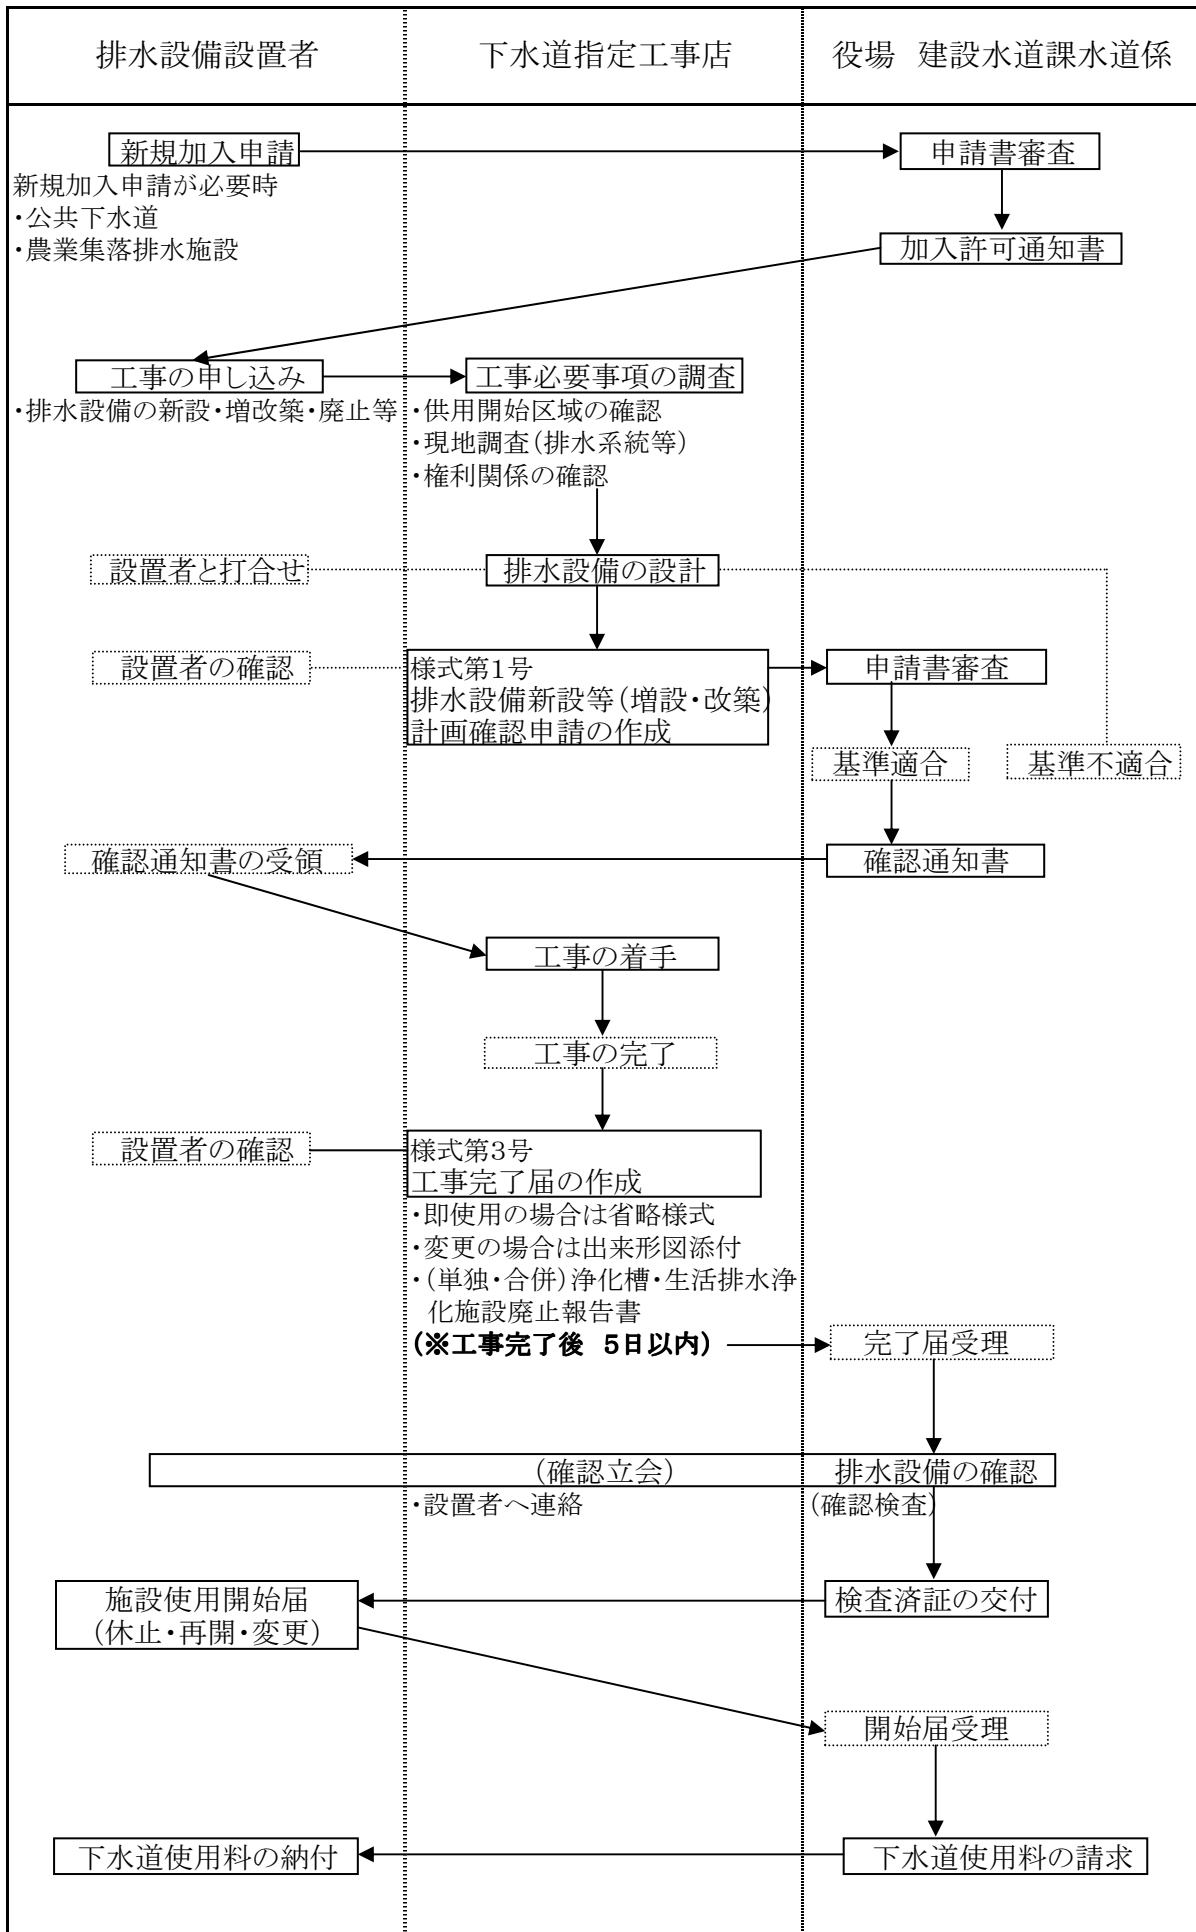 排水設備設置者
下水道指定工事店
役場　建設水道課水道係
新規加入申請
申請書審査
新規加入申請が必要時
・公共下水道
・農業集落排水施設
加入許可通知書
工事の申し込み
工事必要事項の調査
・排水設備の新設・増改築・廃止等
・供用開始区域の確認
・現地調査(排水系統等)
・権利関係の確認
設置者と打合せ
排水設備の設計
設置者の確認
様式第1号
排水設備新設等(増設・改築)
計画確認申請の作成
申請書審査
基準適合
基準不適合
確認通知書の受領
確認通知書
工事の着手
工事の完了
設置者の確認
様式第3号
工事完了届の作成
・即使用の場合は省略様式
・変更の場合は出来形図添付
・(単独・合併)浄化槽・生活排水浄
化施設廃止報告書
(※工事完了後　5日以内)
完了届受理
(確認立会)
排水設備の確認
・設置者へ連絡
(確認検査)
施設使用開始届
(休止・再開・変更)
検査済証の交付
開始届受理
下水道使用料の納付
下水道使用料の請求